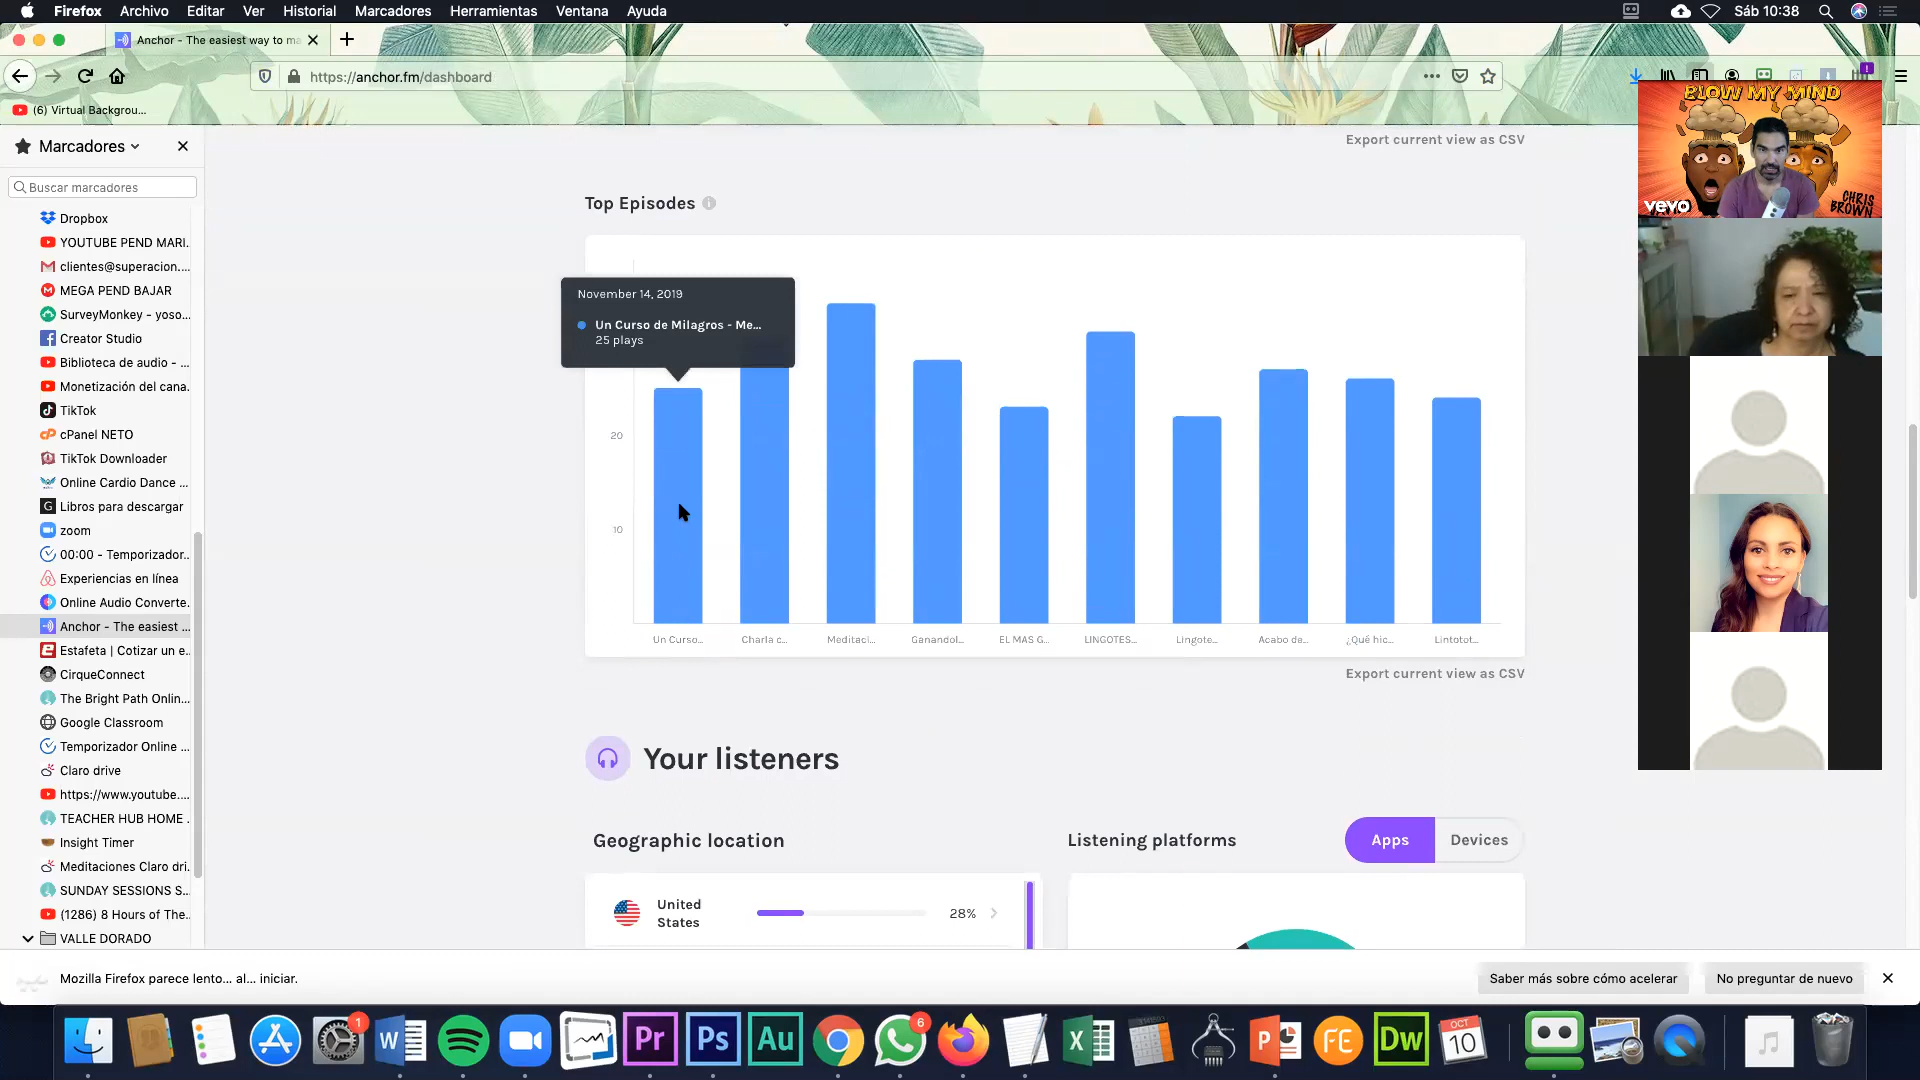 Firefox Archivo Editar Ver Historial Marcadores Herramientas Ventana Ayuda
Sáb 10:38
Anchor - The easiest way to ma
https://anchor.fm/dashboard
(6) Virtual Backgrou...
Marcadores
Buscar marcadores
Dropbox
YOUTUBE PEND MARI.
clientes@superacion....
MEGA PEND BAJAR
SurveyMonkey - yoso...
Creator Studio
Biblioteca de audio - ...
Monetización del cana.
TikTok
cPanel NETO
TikTok Downloader
Online Cardio Dance ...
Libros para descargar
zoom
00:00 - Temporizador..
Experiencias en línea
Online Audio Converte.
Anchor - The easiest ...
Estafeta | Cotizar un e.
CirqueConnect
The Bright Path Onlin...
Google Classroom
Temporizador Online ...
Claro drive
https://www.youtube....
TEACHER HUB HOME .
Insight Timer
Meditaciones Claro dri.
SUNDAY SESSIONS S...
(1286) 8 Hours of The..
VALLE DORADO
Export current view as CSV
Top Episodes
November 14, 2019
Un Curso de Milagros - Me...
25 plays
20
10
Un Curso...
Charla c...
Meditaci...
Ganandol...
EL MAS G...
LINGOTES...
Lingote...
Acabo de...
¿Qué hic...
Lintotot...
Export current view as CSV
Your listeners
Geographic location
United
States
28%
Listening platforms
Apps
Devices
BLOW MY MIND
vevo
CHRIS
BROWN
Mozilla Firefox parece lento... al... iniciar.
Saber más sobre cómo acelerar
No preguntar de nuevo
1
W
Pr
Ps
Au
6
X
P
FE
Dw
OCT
10